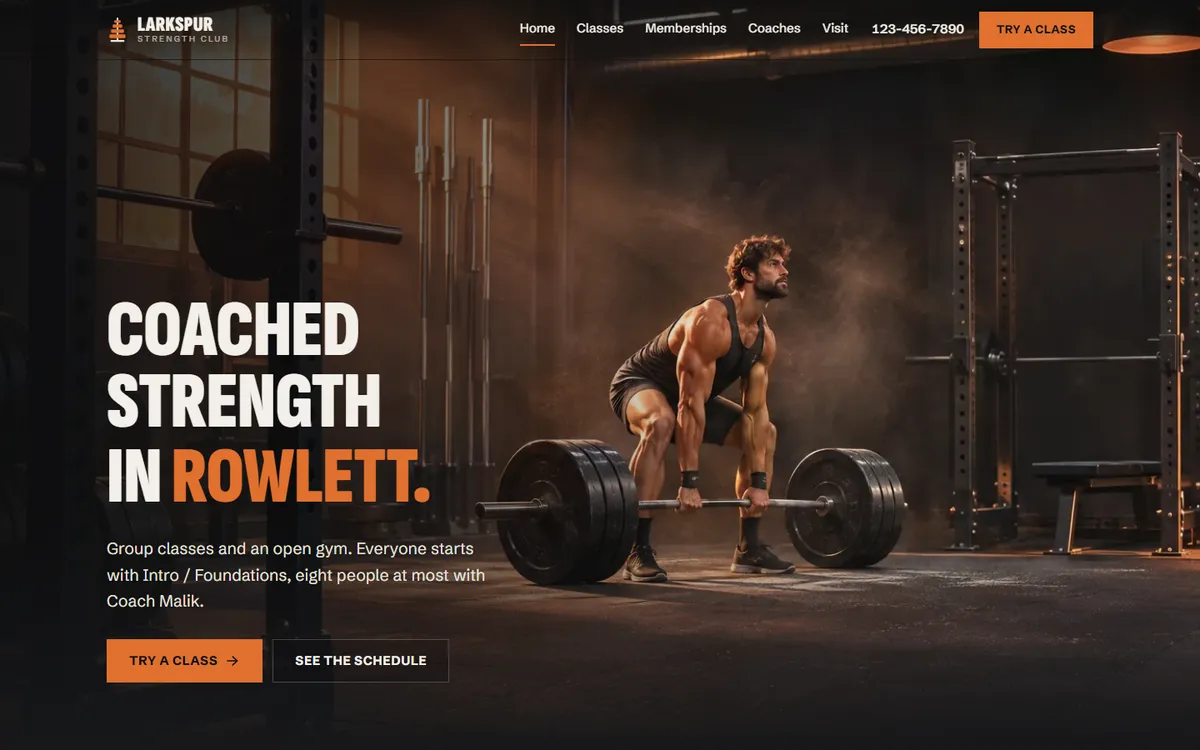 LARKSPUR
STRENGTH CLUB
Home Classes Memberships Coaches Visit 123-456-7890 TRY A CLASS
COACHED
STRENGTH
IN ROWLETT.
Group classes and an open gym. Everyone starts
with Intro / Foundations, eight people at most with
Coach Malik.
TRY A CLASS → SEE THE SCHEDULE